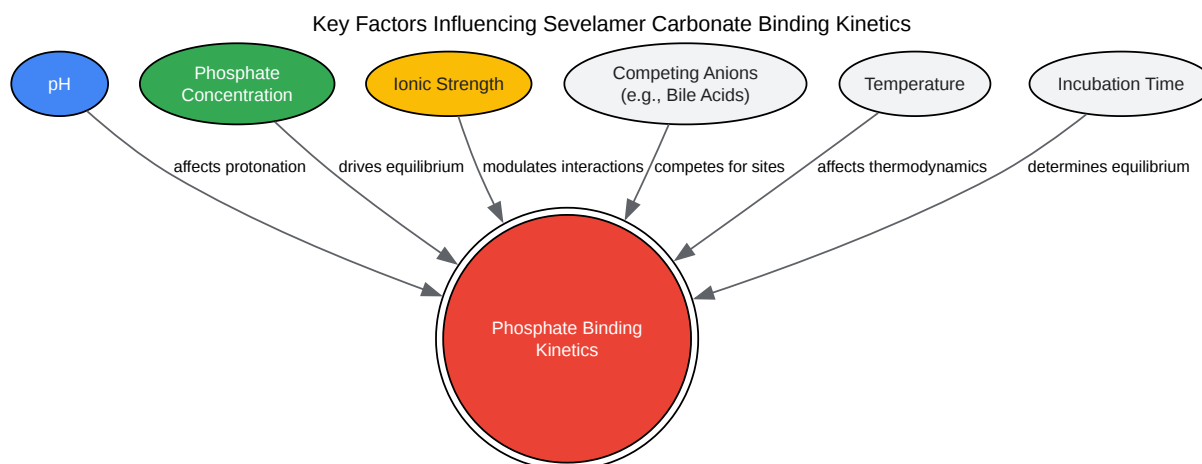 Key Factors Influencing Sevelamer Carbonate Binding Kinetics
pH
Phosphate
Concentration
Ionic Strength
Competing Anions
(e.g., Bile Acids)
Temperature
Incubation Time
affects protonation
drives equilibrium
modulates interactions
competes for sites
affects thermodynamics
determines equilibrium
Phosphate Binding
Kinetics